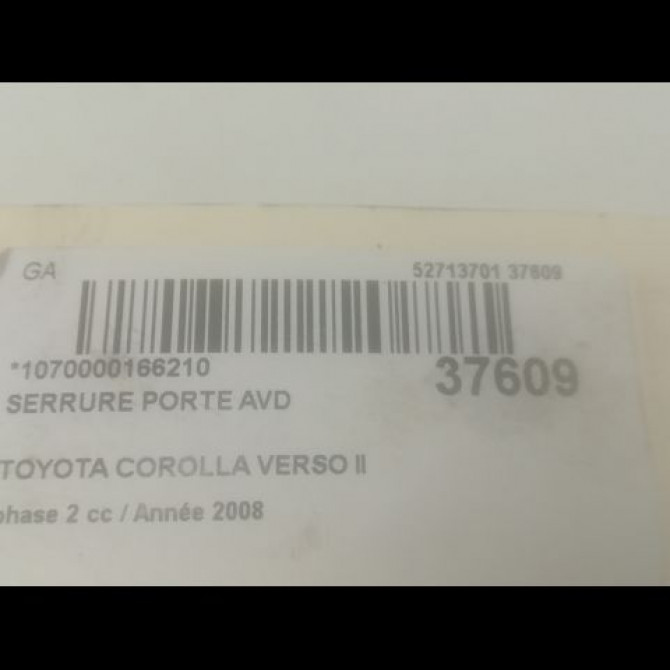 GA 52713701 37609
*1070000166210 37609
SERRURE PORTE AVD
TOYOTA COROLLA VERSO II
phase 2 cc / Année 2008